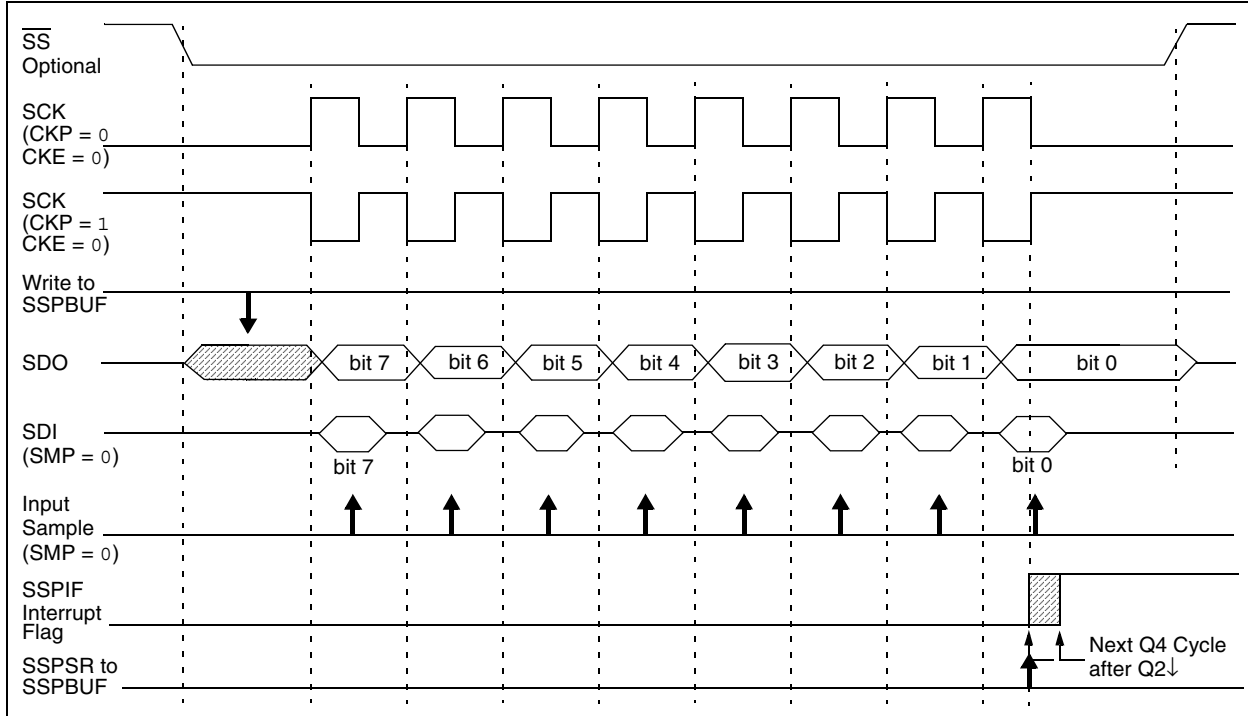 SS
Optional
SCK
(CKP = 0
CKE = 0)
SCK
(CKP = 1
CKE = 0)
Write to
SSPBUF
SDO
bit 7
bit 6
bit 5
bit 4
bit 3
bit 2
bit 1
bit 0
SDI
(SMP = 0)
bit 7
bit 0
Input
Sample
(SMP = 0)
SSPIF
Interrupt
Flag
Next Q4 Cycle
after Q2↓
SSPSR to
SSPBUF